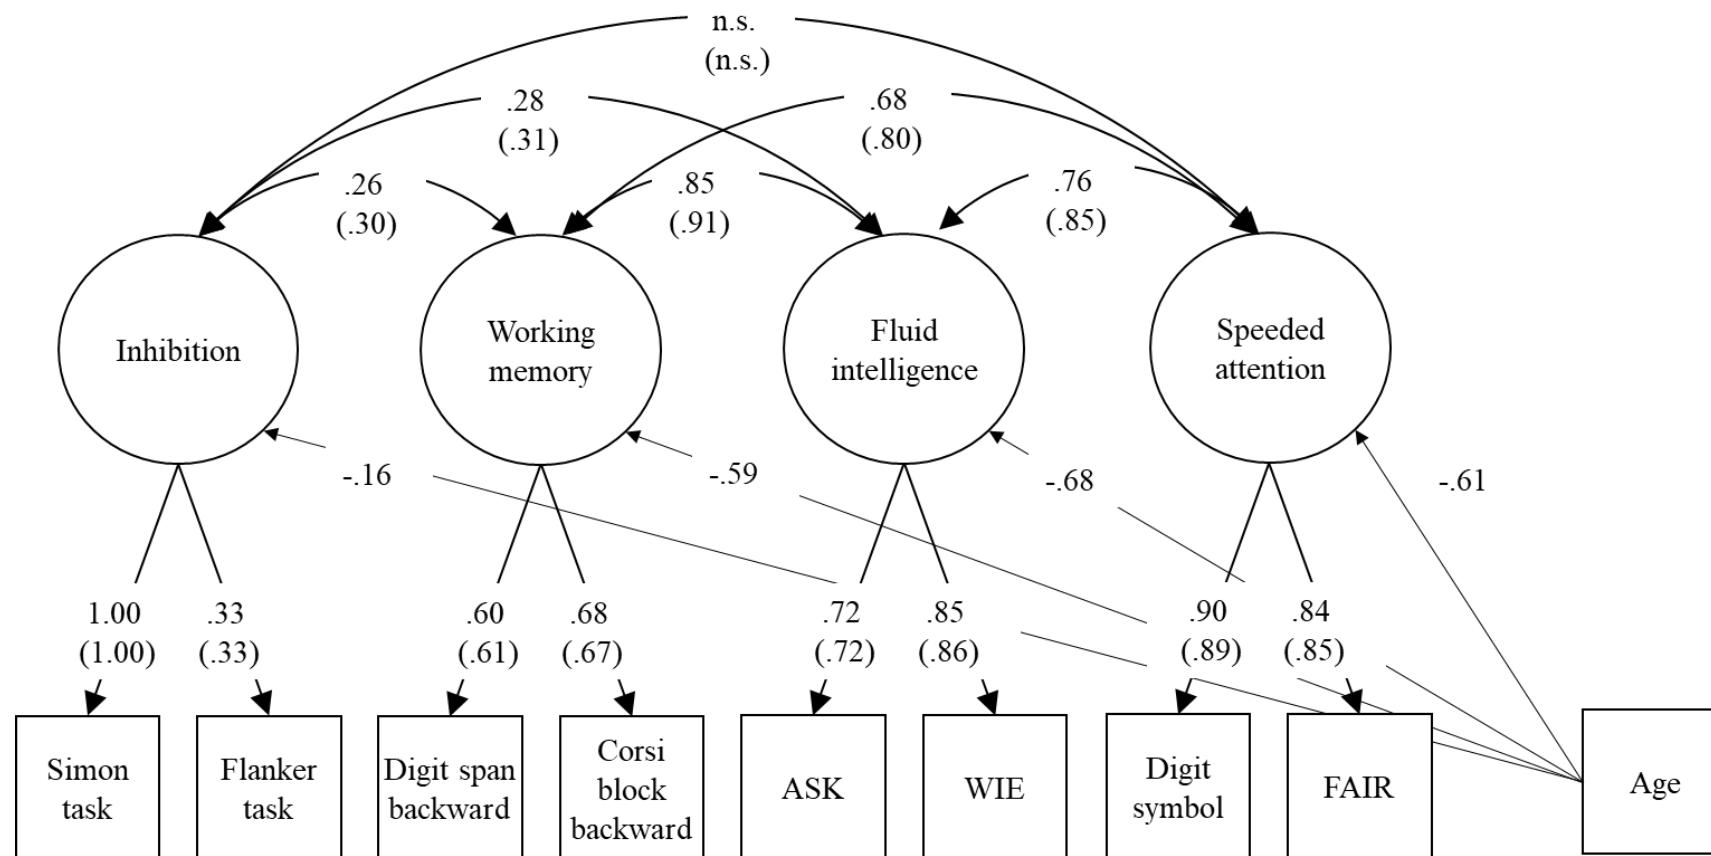 n.s.
(n.s.)
.28
(.31)
.68
(.80)
.26
(.30)
.85
(.91)
.76
(.85)
Inhibition
Working
memory
Fluid
intelligence
Speeded
attention
-.16
-.59
-.68
-.61
1.00
(1.00)
.33
(.33)
.60
(.61)
.68
(.67)
.72
(.72)
.85
(.86)
.90
(.89)
.84
(.85)
Simon
task
Flanker
task
Digit span
backward
Corsi
block
backward
ASK
WIE
Digit
symbol
FAIR
Age